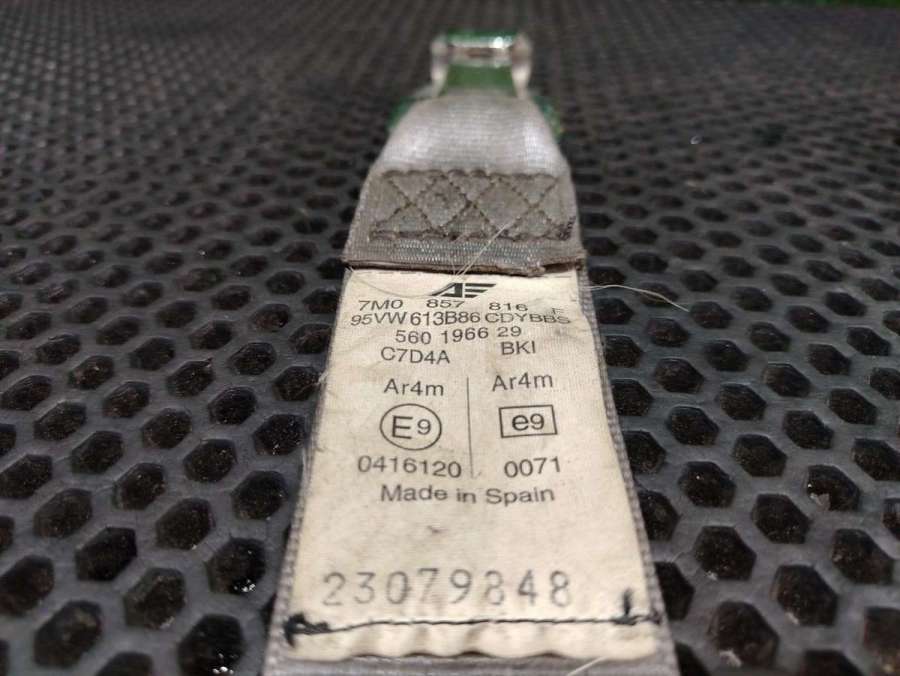 7M0 857 816 F
95VW 613B86 CDYBBS
560 1966 29
C7D4A BKI
Ar4m Ar4m
E9 e9
0416120 0071
Made in Spain
23079848